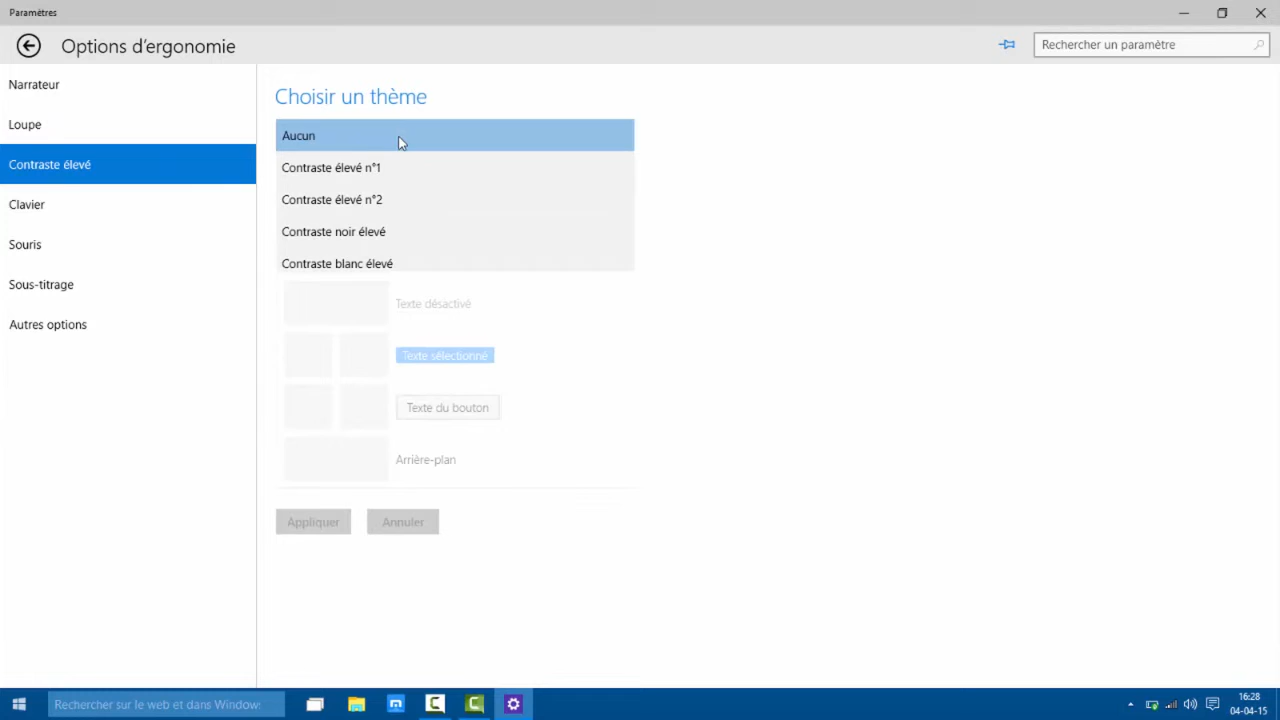 Paramètres
Options d'ergonomie
Rechercher un paramètre
Narrateur
Loupe
Contraste élevé
Clavier
Souris
Sous-titrage
Autres options
Choisir un thème
Aucun
Contraste élevé n°1
Contraste élevé n°2
Contraste noir élevé
Contraste blanc élevé
Texte désactivé
Texte sélectionné
Texte du bouton
Arrière-plan
Appliquer
Annuler
Rechercher sur le web et dans Windows
16:28
04-04-15